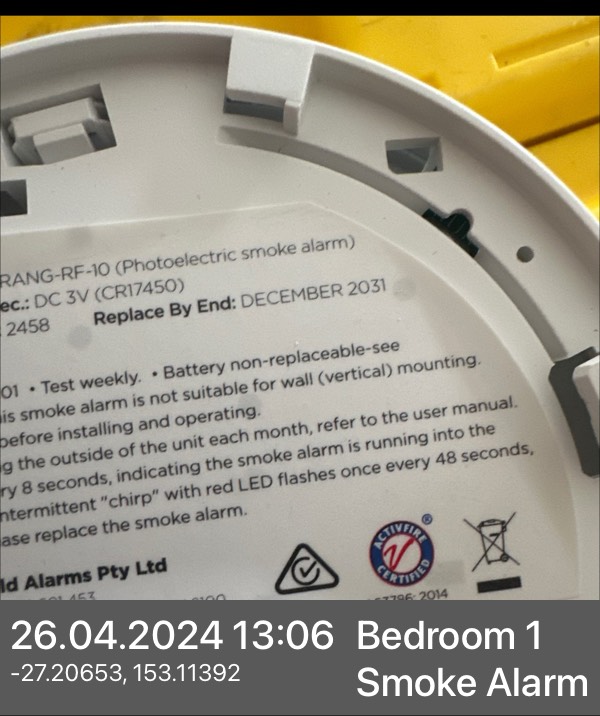 RANG-RF-10 (Photoelectric smoke alarm)
ec.: DC 3V (CR17450)
2458 Replace By End: DECEMBER 2031
01 • Test weekly. • Battery non-replaceable-see
is smoke alarm is not suitable for wall (vertical) mounting.
before installing and operating.
g the outside of the unit each month, refer to the user manual.
ry 8 seconds, indicating the smoke alarm is running into the
ntermittent "chirp" with red LED flashes once every 48 seconds,
ase replace the smoke alarm.
ld Alarms Pty Ltd
ACTIVFIRE
®
CERTIFIED
3786: 2014
26.04.2024 13:06
-27.20653, 153.11392
Bedroom 1
Smoke Alarm